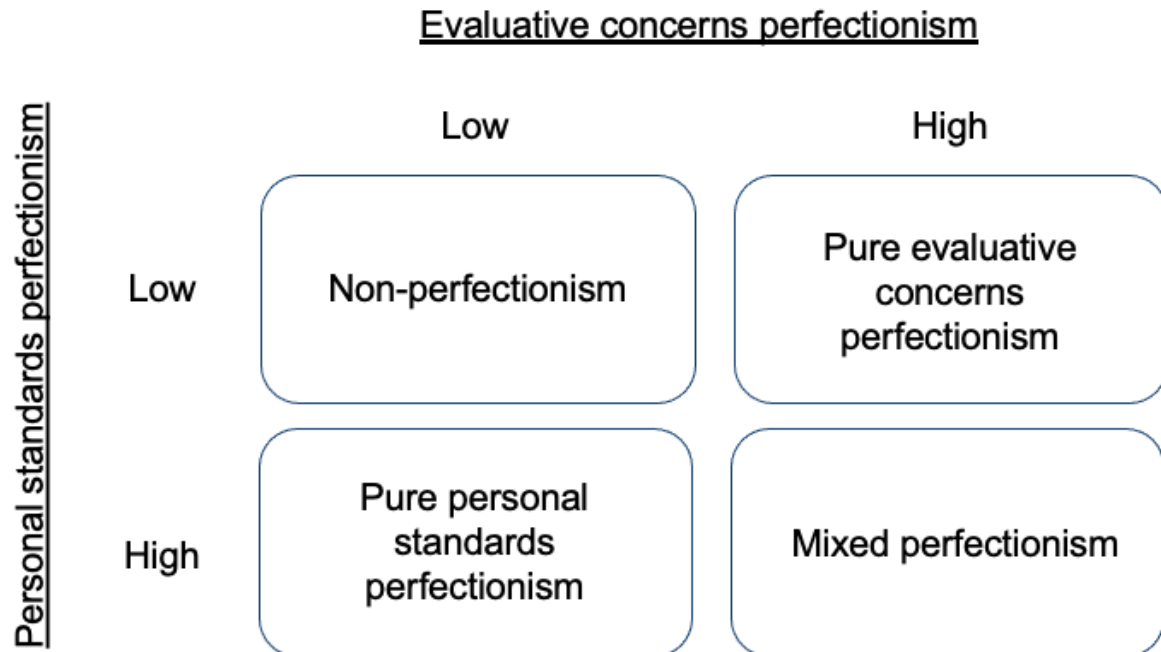 Evaluative concerns perfectionism
Personal standards perfectionism
Low
High
Low
Non-perfectionism
Pure evaluative
concerns
perfectionism
High
Pure personal
standards
perfectionism
Mixed perfectionism